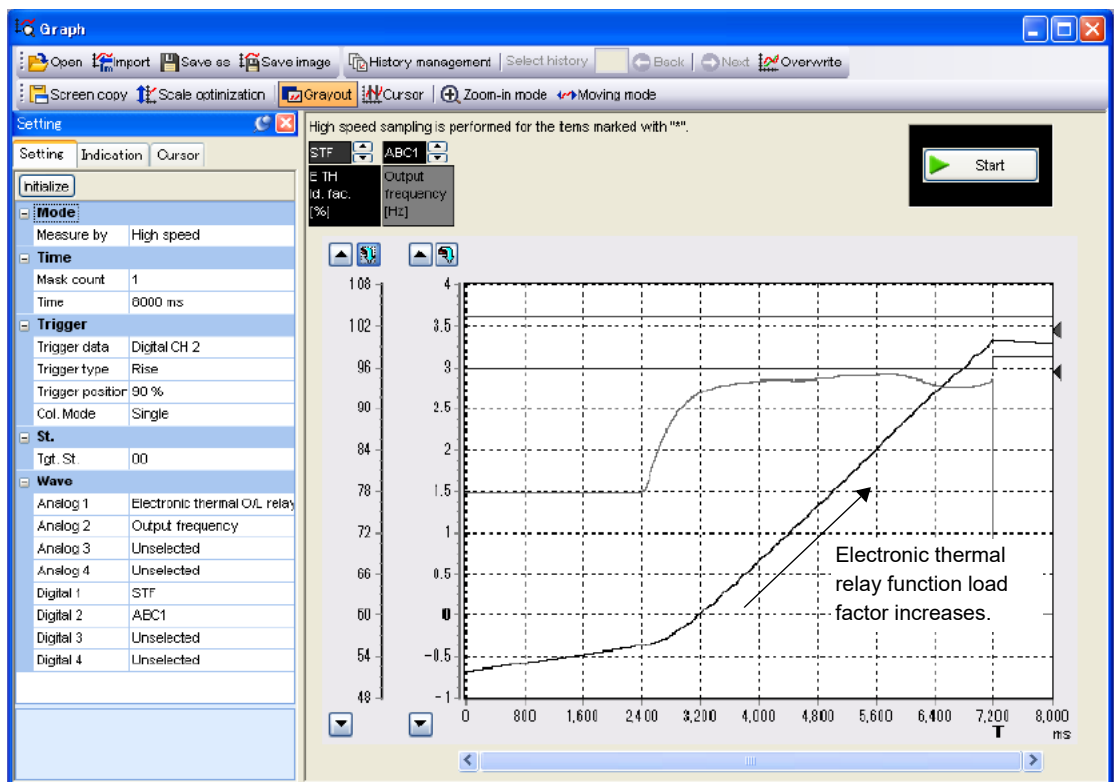 Graph
Open Import Save as Save image History management Select history Back Next Overwrite
Screen copy Scale optimization Grayout Cursor Zoom-in mode Moving mode
Setting
Setting Indication Cursor
Initialize
Mode
Measure by High speed
Time
Mask count 1
Time 8000 ms
Trigger
Trigger data Digital CH 2
Trigger type Rise
Trigger position 90 %
Col. Mode Single
St.
Tgt. St. 00
Wave
Analog 1 Electronic thermal O/L relay
Analog 2 Output frequency
Analog 3 Unselected
Analog 4 Unselected
Digital 1 STF
Digital 2 ABC1
Digital 3 Unselected
Digital 4 Unselected
High speed sampling is performed for the items marked with "*".
STF ABC1
E TH Output
ld. fac. frequency
[%] [Hz]
Start
108 4
102 3.5
96 3
90 2.5
84 2
78 1.5
72 1
66 0.5
60 0
54 -0.5
48 -1
Electronic thermal
relay function load
factor increases.
0 800 1,600 2400 3,200 4,000 4,800 5,600 6,400 7,200 8,000
T ms